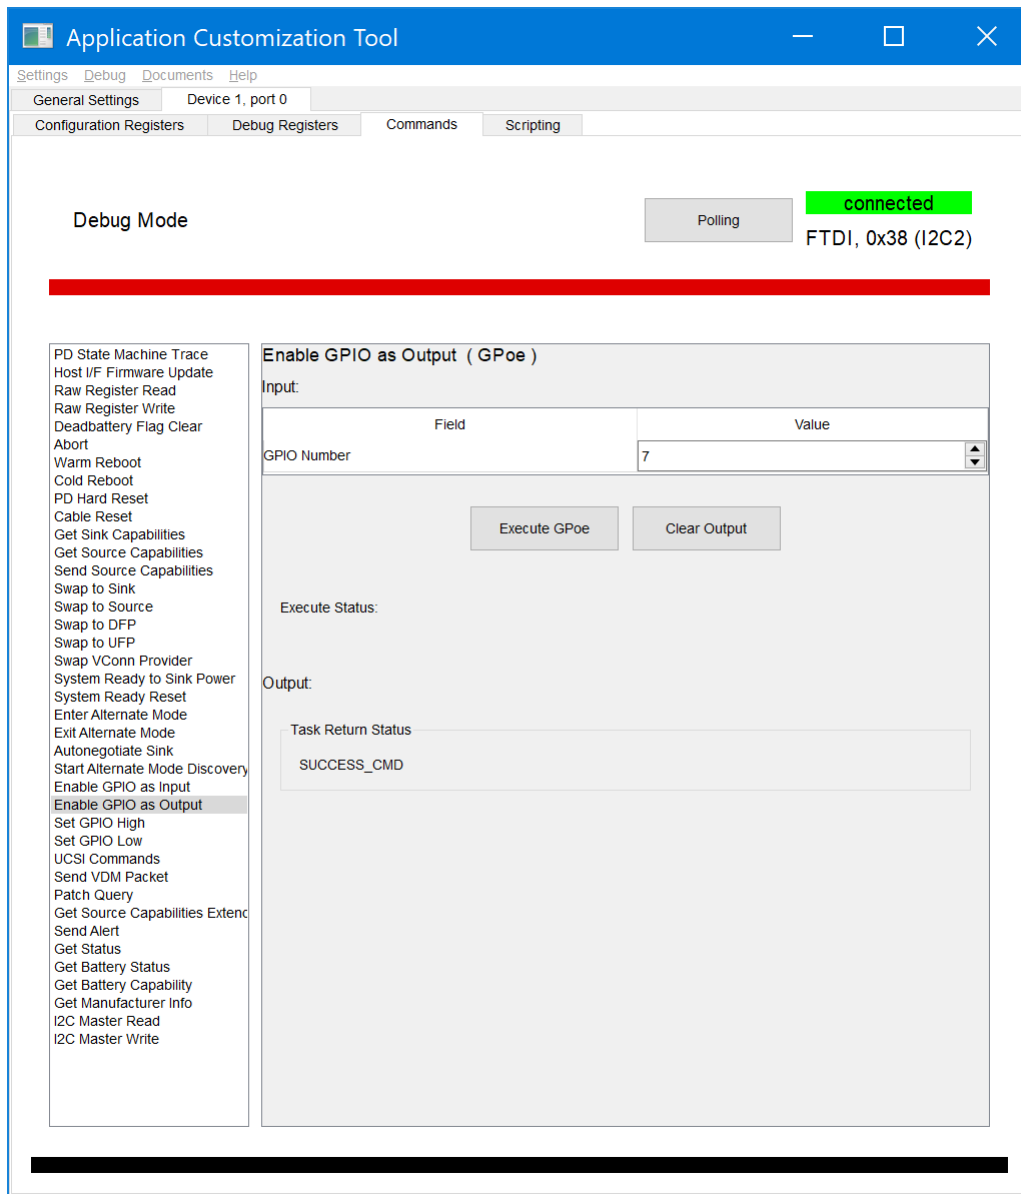 Application Customization Tool
Settings Debug Documents Help
General Settings Device 1, port 0
Configuration Registers Debug Registers Commands Scripting
connected
Debug Mode Polling
FTDI, 0x38 (I2C2)
PD State Machine Trace
Host I/F Firmware Update
Raw Register Read
Raw Register Write
Deadbattery Flag Clear
Abort
Warm Reboot
Cold Reboot
PD Hard Reset
Cable Reset
Get Sink Capabilities
Get Source Capabilities
Send Source Capabilities
Swap to Sink
Swap to Source
Swap to DFP
Swap to UFP
Swap VConn Provider
System Ready to Sink Power
System Ready Reset
Enter Alternate Mode
Exit Alternate Mode
Autonegotiate Sink
Start Alternate Mode Discovery
Enable GPIO as Input
Enable GPIO as Output
Set GPIO High
Set GPIO Low
UCSI Commands
Send VDM Packet
Patch Query
Get Source Capabilities Extenc
Send Alert
Get Status
Get Battery Status
Get Battery Capability
Get Manufacturer Info
I2C Master Read
I2C Master Write
Enable GPIO as Output ( GPoe )
Input:
Field Value
GPIO Number 7
Execute GPoe Clear Output
Execute Status:
Output:
Task Return Status
SUCCESS_CMD